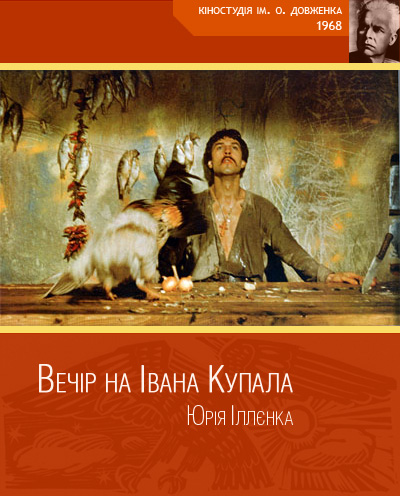 КІНОСТУДІЯ ІМ. О. ДОВЖЕНКА
1968
Вечір на Івана Купала
Юрія Іллєнка